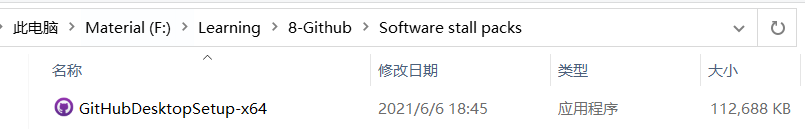 此电脑 > Material (F:) > Learning > 8-Github > Software stall packs
名称 修改日期 类型 大小
GitHubDesktopSetup-x64 2021/6/6 18:45 应用程序 112,688 KB